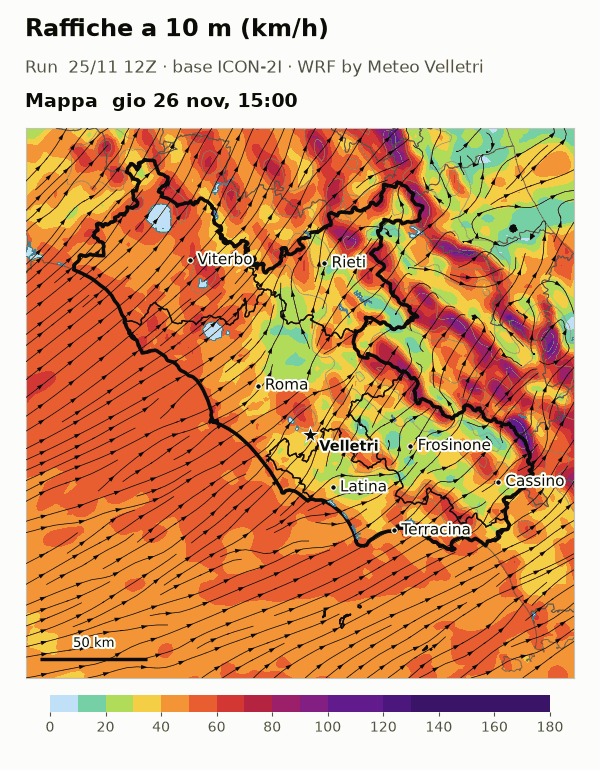 Raffiche a 10 m (km/h)
Run  25/11 12Z · base ICON-2I · WRF by Meteo Velletri
Mappa  gio 26 nov, 15:00
Viterbo
Rieti
Roma
Velletri
Frosinone
Latina
Cassino
Terracina
50 km
0 20 40 60 80 100 120 140 160 180